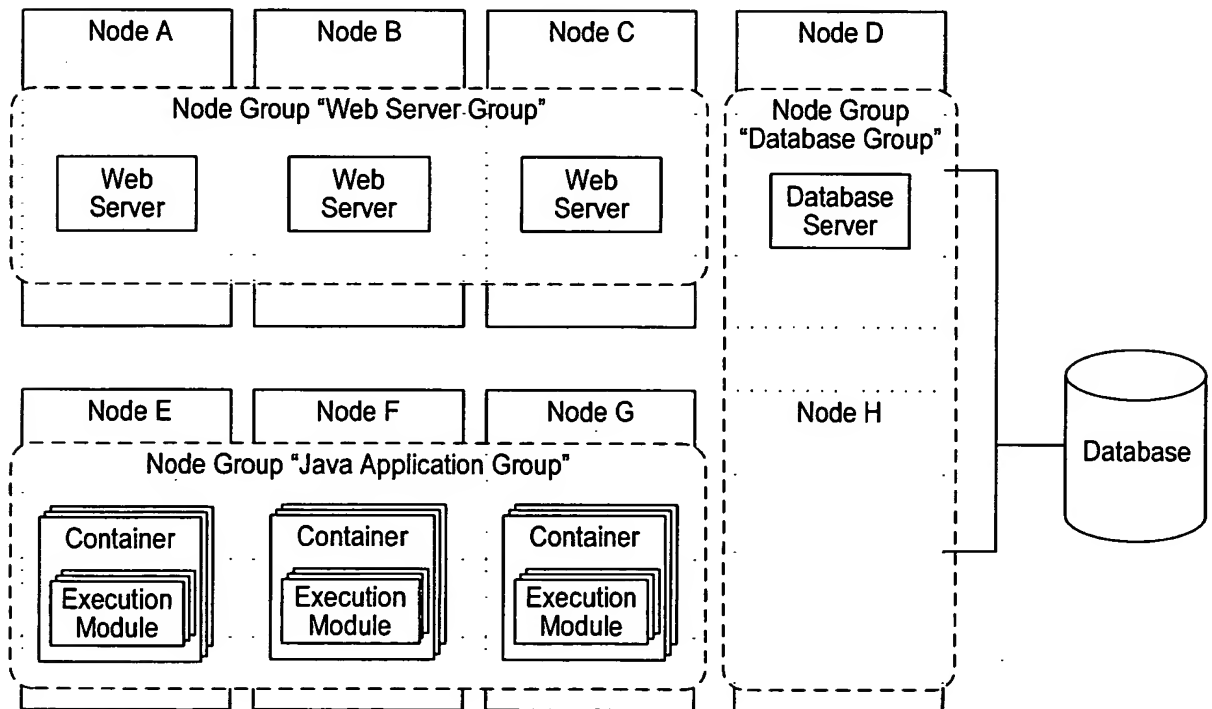 Node A
Node B
Node C
Node D
Node Group "Web Server Group"
Node Group
"Database Group"
Web
Server
Web
Server
Web
Server
Database
Server
Node E
Node F
Node G
Node H
Node Group "Java Application Group"
Database
Container
Container
Container
Execution
Module
Execution
Module
Execution
Module